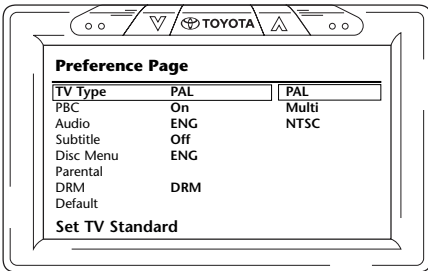 TOYOTA
Preference Page
TV Type PAL PAL
PBC On Multi
Audio ENG NTSC
Subtitle Off
Disc Menu ENG
Parental
DRM DRM
Default
Set TV Standard